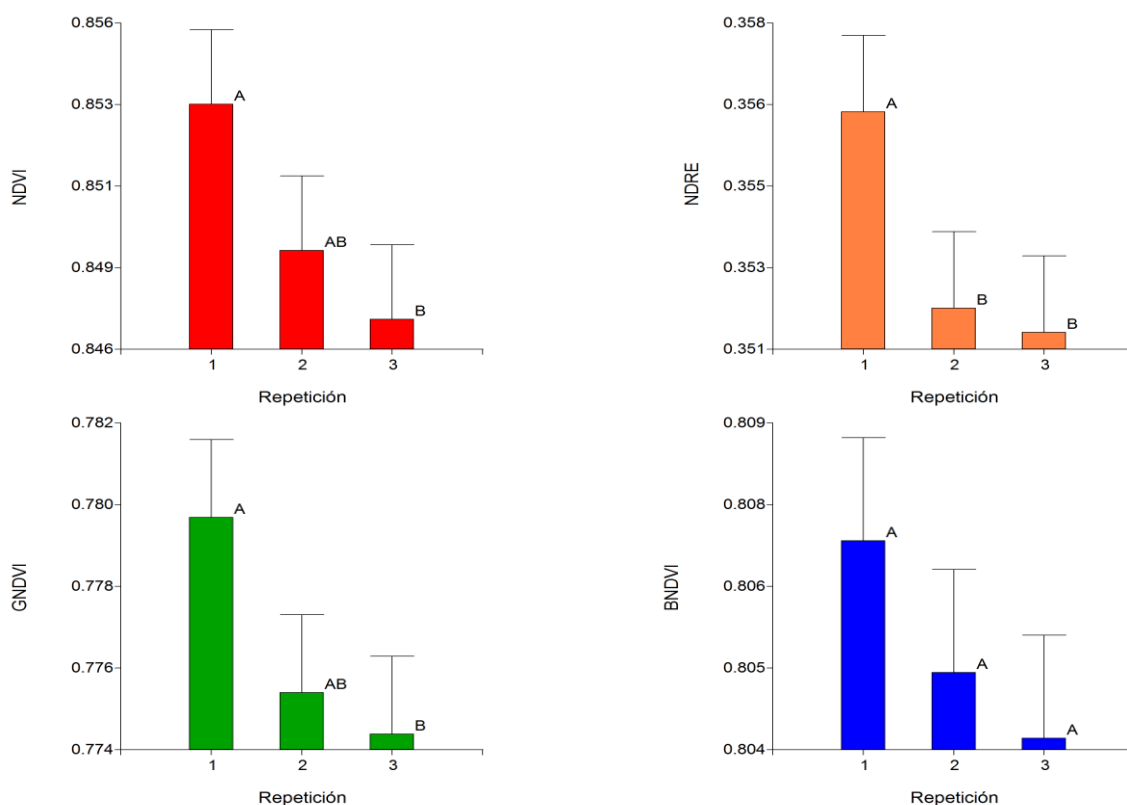 NDVI
0.856
0.853
0.851
0.849
0.846
A
AB
B
1 2 3
Repetición
NDRE
0.358
0.356
0.355
0.353
0.351
A
B
B
1 2 3
Repetición
GNDVI
0.782
0.780
0.778
0.776
0.774
A
AB
B
1 2 3
Repetición
BNDVI
0.809
0.808
0.806
0.805
0.804
A
A
A
1 2 3
Repetición